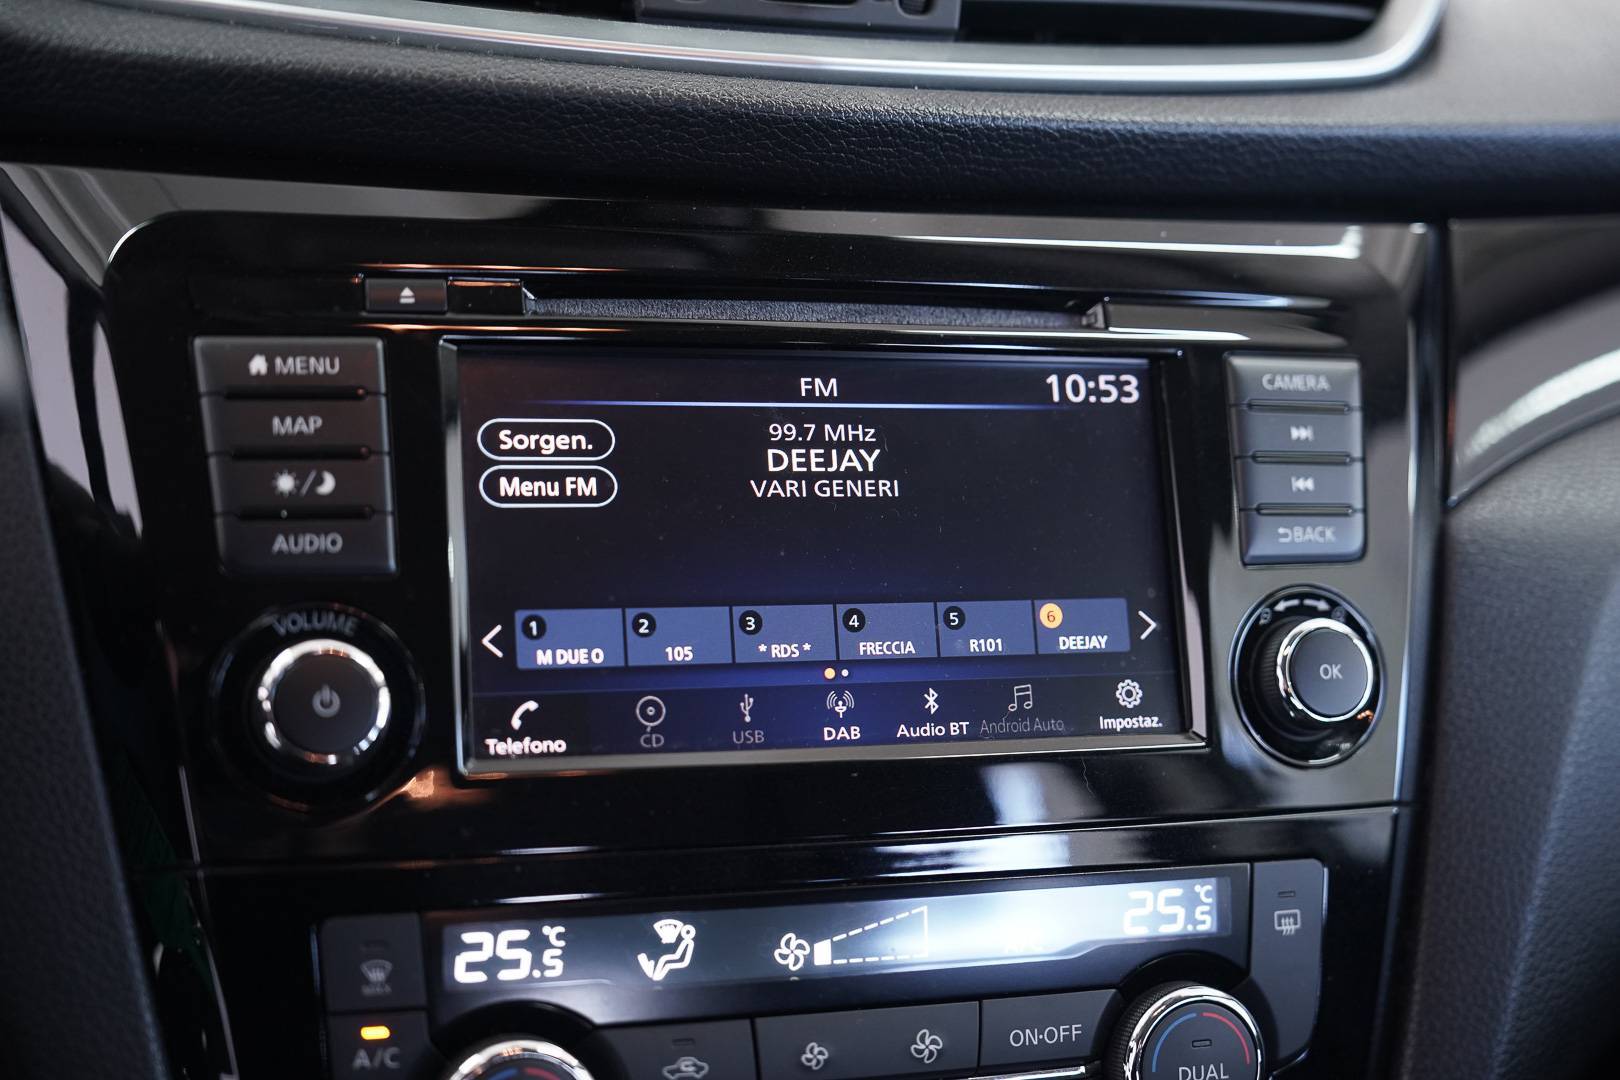 MENU
MAP
AUDIO
VOLUME
FM
10:53
Sorgen.
Menu FM
99.7 MHz
DEEJAY
VARI GENERI
1
M DUE O
2
105
3
* RDS *
4
FRECCIA
5
R101
6
DEEJAY
Telefono
CD
USB
DAB
Audio BT
Android Auto
Impostaz.
CAMERA
BACK
OK
25.5 °C
25.5 °C
A/C
MAX
A/C
ON·OFF
DUAL